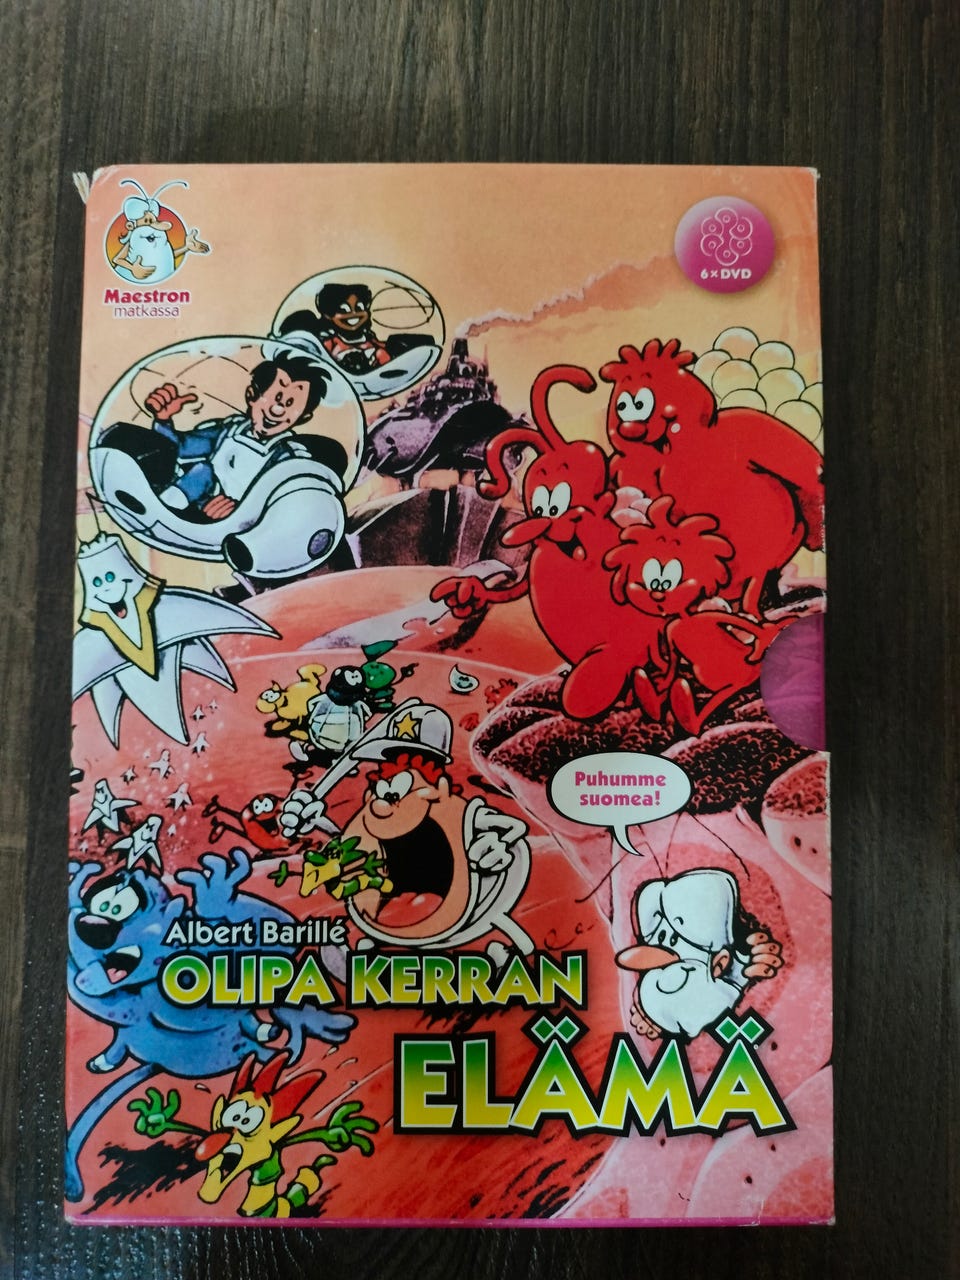 Maestron
matkassa
6×DVD
Puhumme
suomea!
Albert Barillé
OLIPA KERRAN
ELÄMÄ